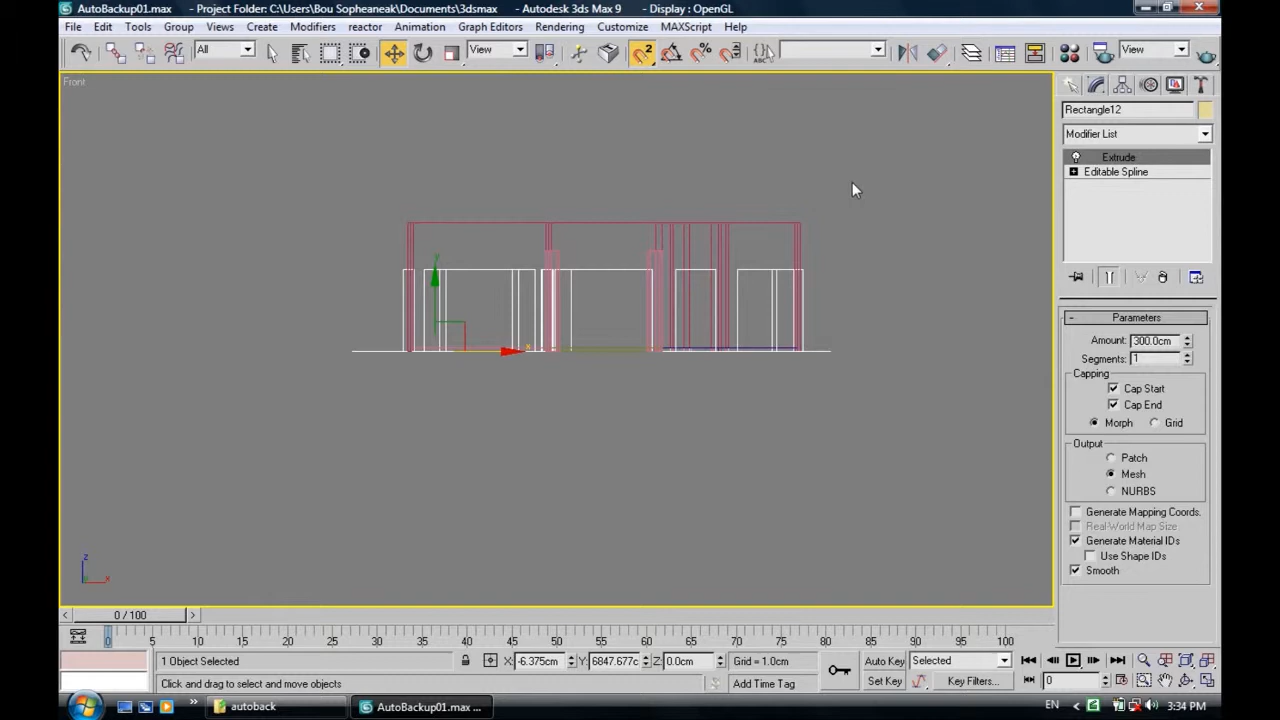 AutoBackup01.max - Project Folder: C:\Users\Bou Sopheaneak\Documents\3dsmax - Autodesk 3ds Max 9 - Display : OpenGL
File Edit Tools Group Views Create Modifiers reactor Animation Graph Editors Rendering Customize MAXScript Help
All View 2 ABC View
Front
Rectangle12
Modifier List
Extrude
Editable Spline
Parameters
Amount: 300.0cm
Segments: 1
Capping
Cap Start
Cap End
Morph Grid
Output
Patch
Mesh
NURBS
Generate Mapping Coords.
Real-World Map Size
Generate Material IDs
Use Shape IDs
Smooth
y
x
z
x
0 / 100
0 5 10 15 20 25 30 35 40 45 50 55 60 65 70 75 80 85 90 95 100
1 Object Selected X: -6.375cm Y: 6847.677c Z: 0.0cm Grid = 1.0cm Auto Key Selected
Click and drag to select and move objects Add Time Tag Set Key Key Filters... 0
autoback AutoBackup01.max ... EN 3:34 PM